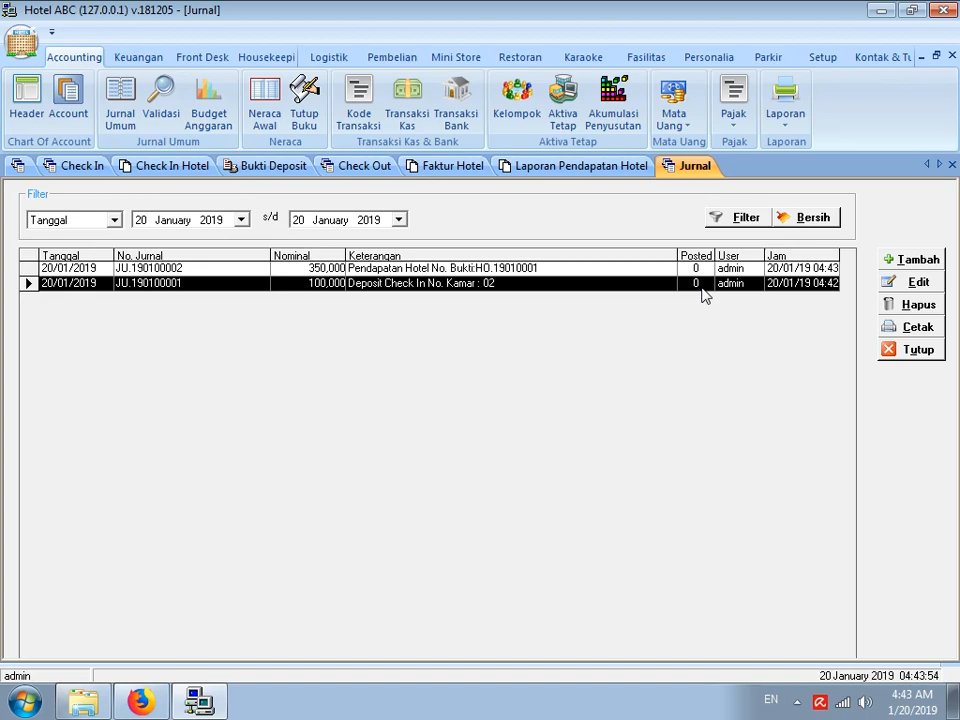 Hotel ABC (127.0.0.1) v.181205 - [Jurnal]
Accounting Keuangan Front Desk Housekeepi Logistik Pembelian Mini Store Restoran Karaoke Fasilitas Personalia Parkir Setup Kontak & Tu
Header Account Jurnal Umum Validasi Budget Anggaran Neraca Awal Tutup Buku Kode Transaksi Transaksi Kas Transaksi Bank Kelompok Aktiva Tetap Akumulasi Penyusutan Mata Uang Pajak Laporan
Chart Of Account Jurnal Umum Neraca Transaksi Kas & Bank Aktiva Tetap Mata Uang Pajak Laporan
Check In Check In Hotel Bukti Deposit Check Out Faktur Hotel Laporan Pendapatan Hotel Jurnal
Filter
Tanggal 20 January 2019 s/d 20 January 2019 Filter Bersih
Tanggal No. Jurnal Nominal Keterangan Posted User Jam
20/01/2019 JU.190100002 350,000 Pendapatan Hotel No. Bukti:HO.19010001 0 admin 20/01/19 04:43
20/01/2019 JU.190100001 100,000 Deposit Check In No. Kamar : 02 0 admin 20/01/19 04:42
Tambah
Edit
Hapus
Cetak
Tutup
admin 20 January 2019 04:43:54
EN 4:43 AM
1/20/2019